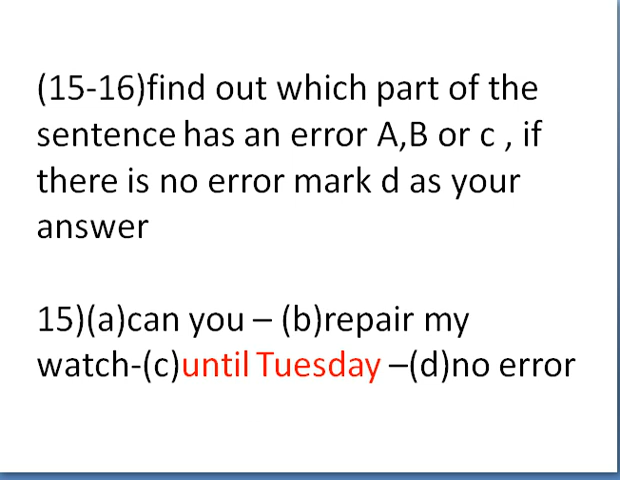 (15-16)find out which part of the
sentence has an error A,B or c , if
there is no error mark d as your
answer
15)(a)can you – (b)repair my
watch-(c)until Tuesday –(d)no error